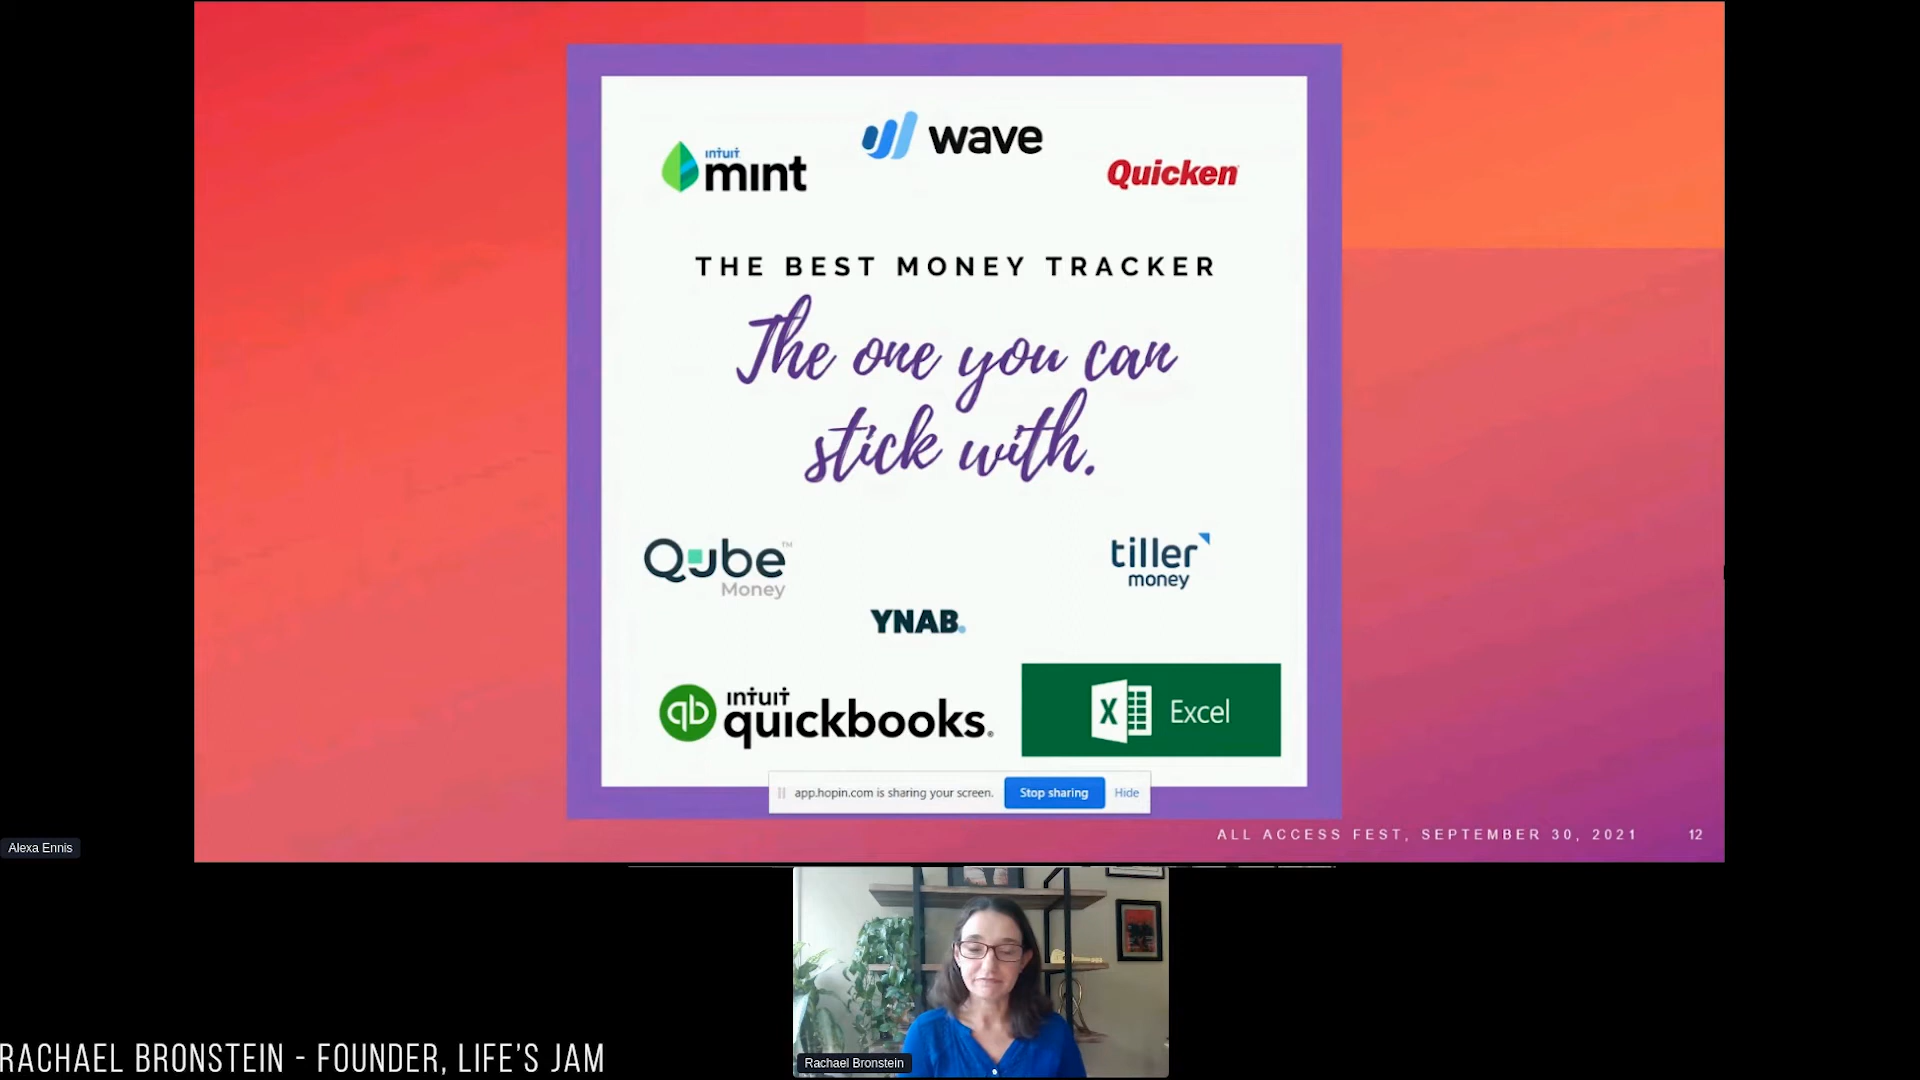 wave
intuit
mint
Quicken
THE BEST MONEY TRACKER
The one you can
stick with.
Qube™
Money
tiller
money
YNAB.
qb intuit
quickbooks.
X Excel
app.hopin.com is sharing your screen. Stop sharing Hide
ALL ACCESS FEST, SEPTEMBER 30, 2021 12
Alexa Ennis
RACHAEL BRONSTEIN - FOUNDER, LIFE'S JAM
Rachael Bronstein